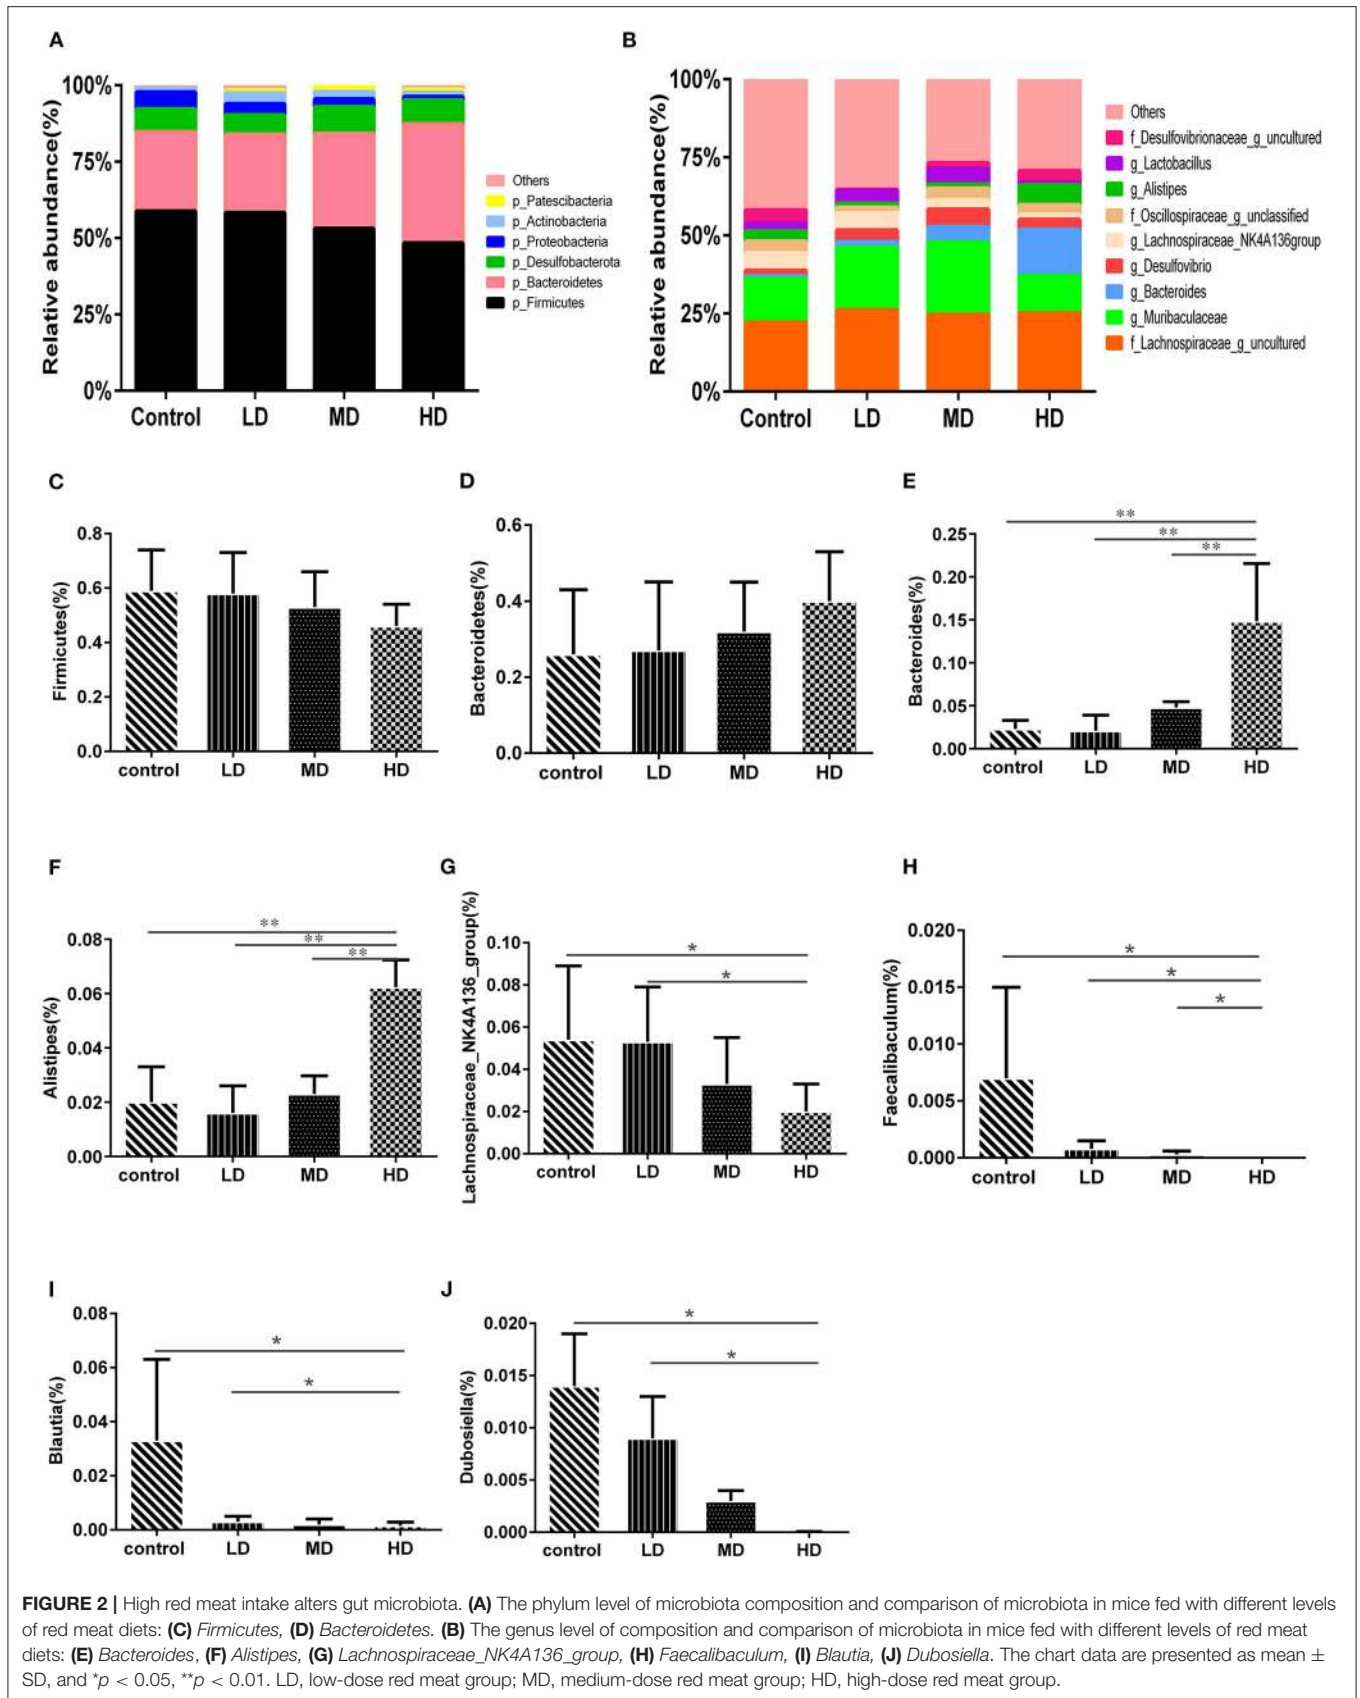 A
Relative abundance(%)
100%
75%
50%
25%
0%
Control LD MD HD
Others
p_Patescibacteria
p_Actinobacteria
p_Proteobacteria
p_Desulfobacterota
p_Bacteroidetes
p_Firmicutes
B
Relative abundance(%)
100%
75%
50%
25%
0%
Control LD MD HD
Others
f_Desulfovibrionaceae_g_uncultured
g_Lactobacillus
g_Alistipes
f_Oscillospiraceae_g_unclassified
g_Lachnospiraceae_NK4A136group
g_Desulfovibrio
g_Bacteroides
g_Muribaculaceae
f_Lachnospiraceae_g_uncultured
C
Firmicutes(%)
0.8
0.6
0.4
0.2
0.0
control LD MD HD
D
Bacteroidetes(%)
0.6
0.4
0.2
0.0
control LD MD HD
E
Bacteroides(%)
0.25
0.20
0.15
0.10
0.05
0.00
**
**
**
control LD MD HD
F
Alistipes(%)
0.08
0.06
0.04
0.02
0.00
**
**
**
control LD MD HD
G
Lachnospiraceae_NK4A136_group(%)
0.10
0.08
0.06
0.04
0.02
0.00
*
*
control LD MD HD
H
Faecalibaculum(%)
0.020
0.015
0.010
0.005
0.000
*
*
*
control LD MD HD
I
Blautia(%)
0.08
0.06
0.04
0.02
0.00
*
*
control LD MD HD
J
Dubosiella(%)
0.020
0.015
0.010
0.005
0.000
*
*
control LD MD HD
FIGURE 2 | High red meat intake alters gut microbiota. (A) The phylum level of microbiota composition and comparison of microbiota in mice fed with different levels
of red meat diets: (C) Firmicutes, (D) Bacteroidetes. (B) The genus level of composition and comparison of microbiota in mice fed with different levels of red meat
diets: (E) Bacteroides, (F) Alistipes, (G) Lachnospiraceae_NK4A136_group, (H) Faecalibaculum, (I) Blautia, (J) Dubosiella. The chart data are presented as mean ±
SD, and *p < 0.05, **p < 0.01. LD, low-dose red meat group; MD, medium-dose red meat group; HD, high-dose red meat group.